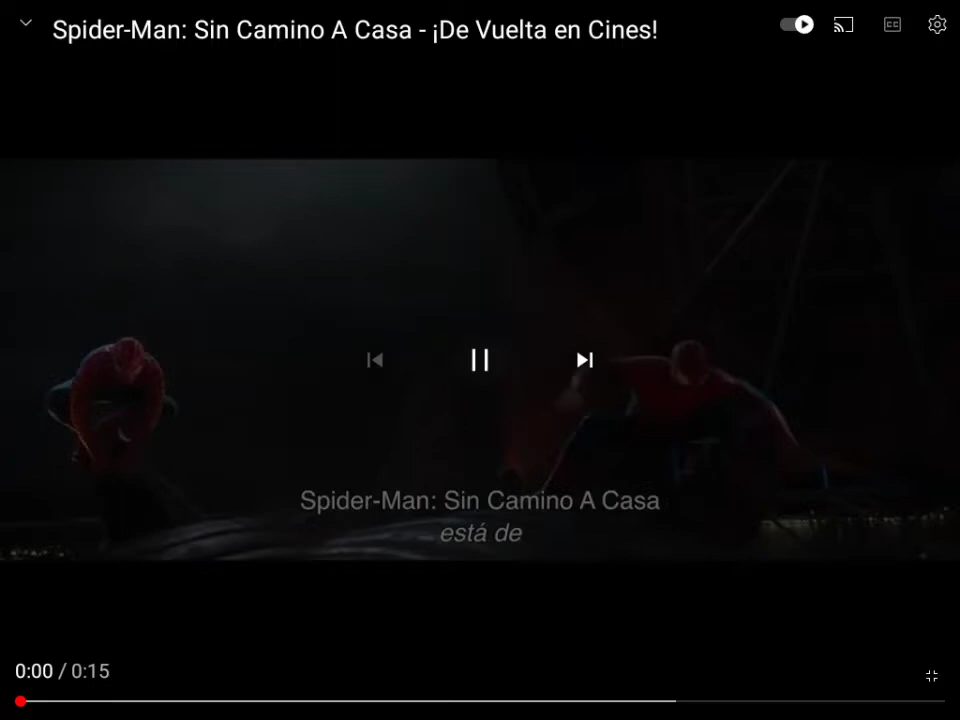 Spider-Man: Sin Camino A Casa - ¡De Vuelta en Cines!
CC
Spider-Man: Sin Camino A Casa
está de
0:00 / 0:15